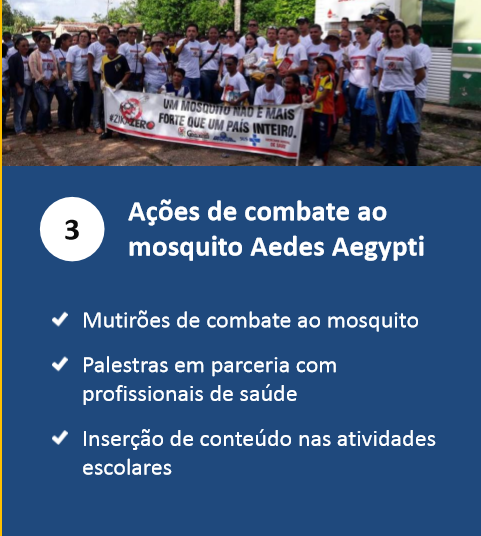 UM MOSQUITO NÃO É MAIS
#ZIKAZERO
FORTE QUE UM PAÍS INTEIRO.
SUS
3
Ações de combate ao
mosquito Aedes Aegypti
Mutirões de combate ao mosquito
Palestras em parceria com
profissionais de saúde
Inserção de conteúdo nas atividades
escolares